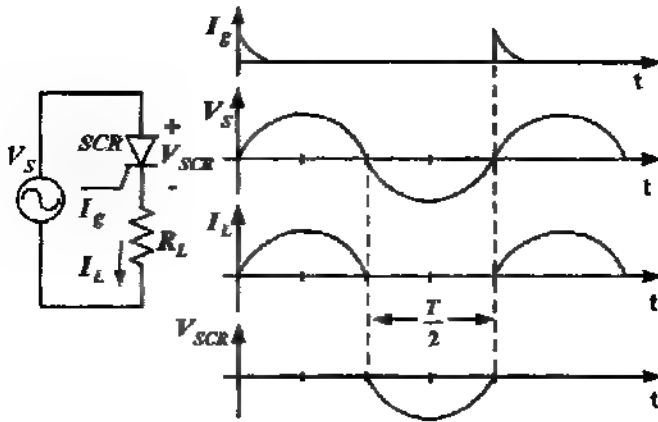 I_g
t
V_S
t
SCR
+
V_SCR
-
V_S
I_g
I_L
R_L
I_L
t
T/2
V_SCR
t